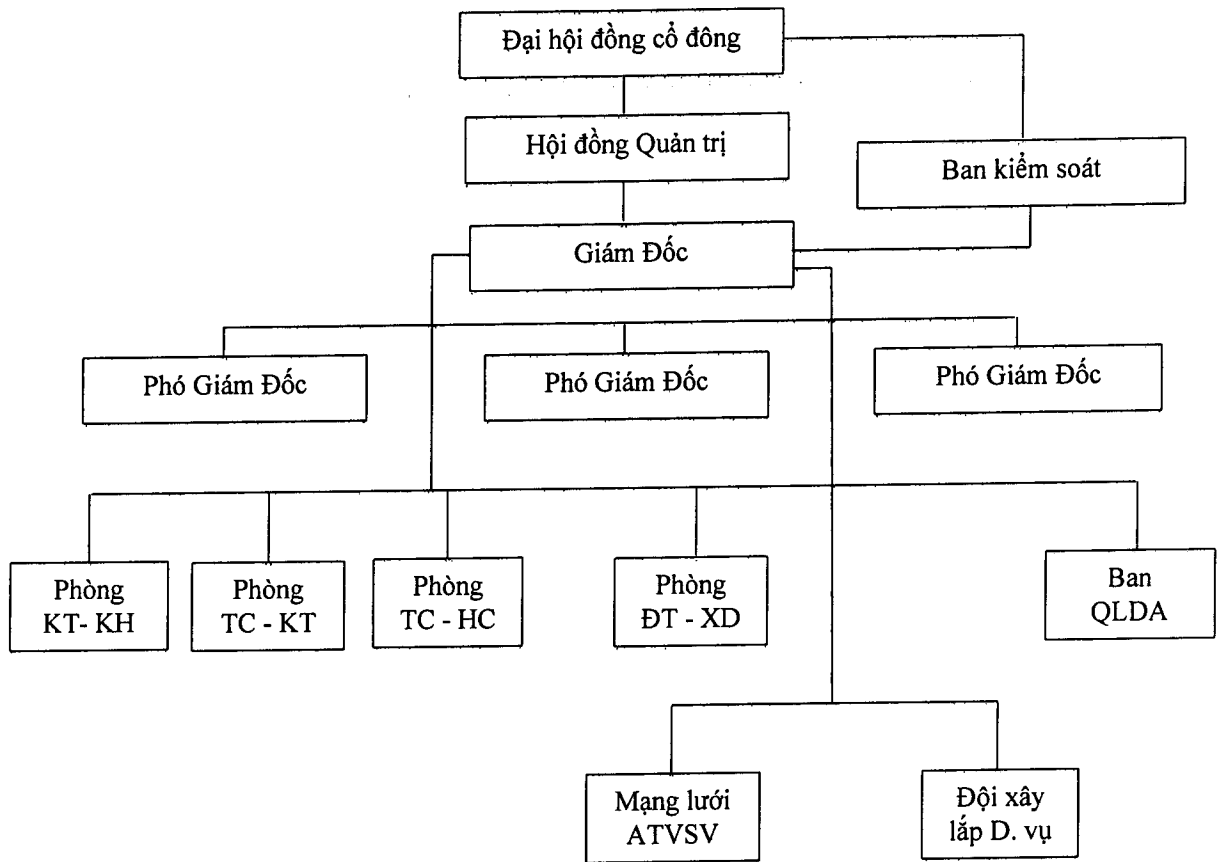 Đại hội đồng cổ đông
Hội đồng Quản trị
Ban kiểm soát
Giám Đốc
Phó Giám Đốc
Phó Giám Đốc
Phó Giám Đốc
Phòng
KT- KH
Phòng
TC - KT
Phòng
TC - HC
Phòng
ĐT - XD
Ban
QLDA
Mạng lưới
ATVSV
Đội xây
lắp D. vụ